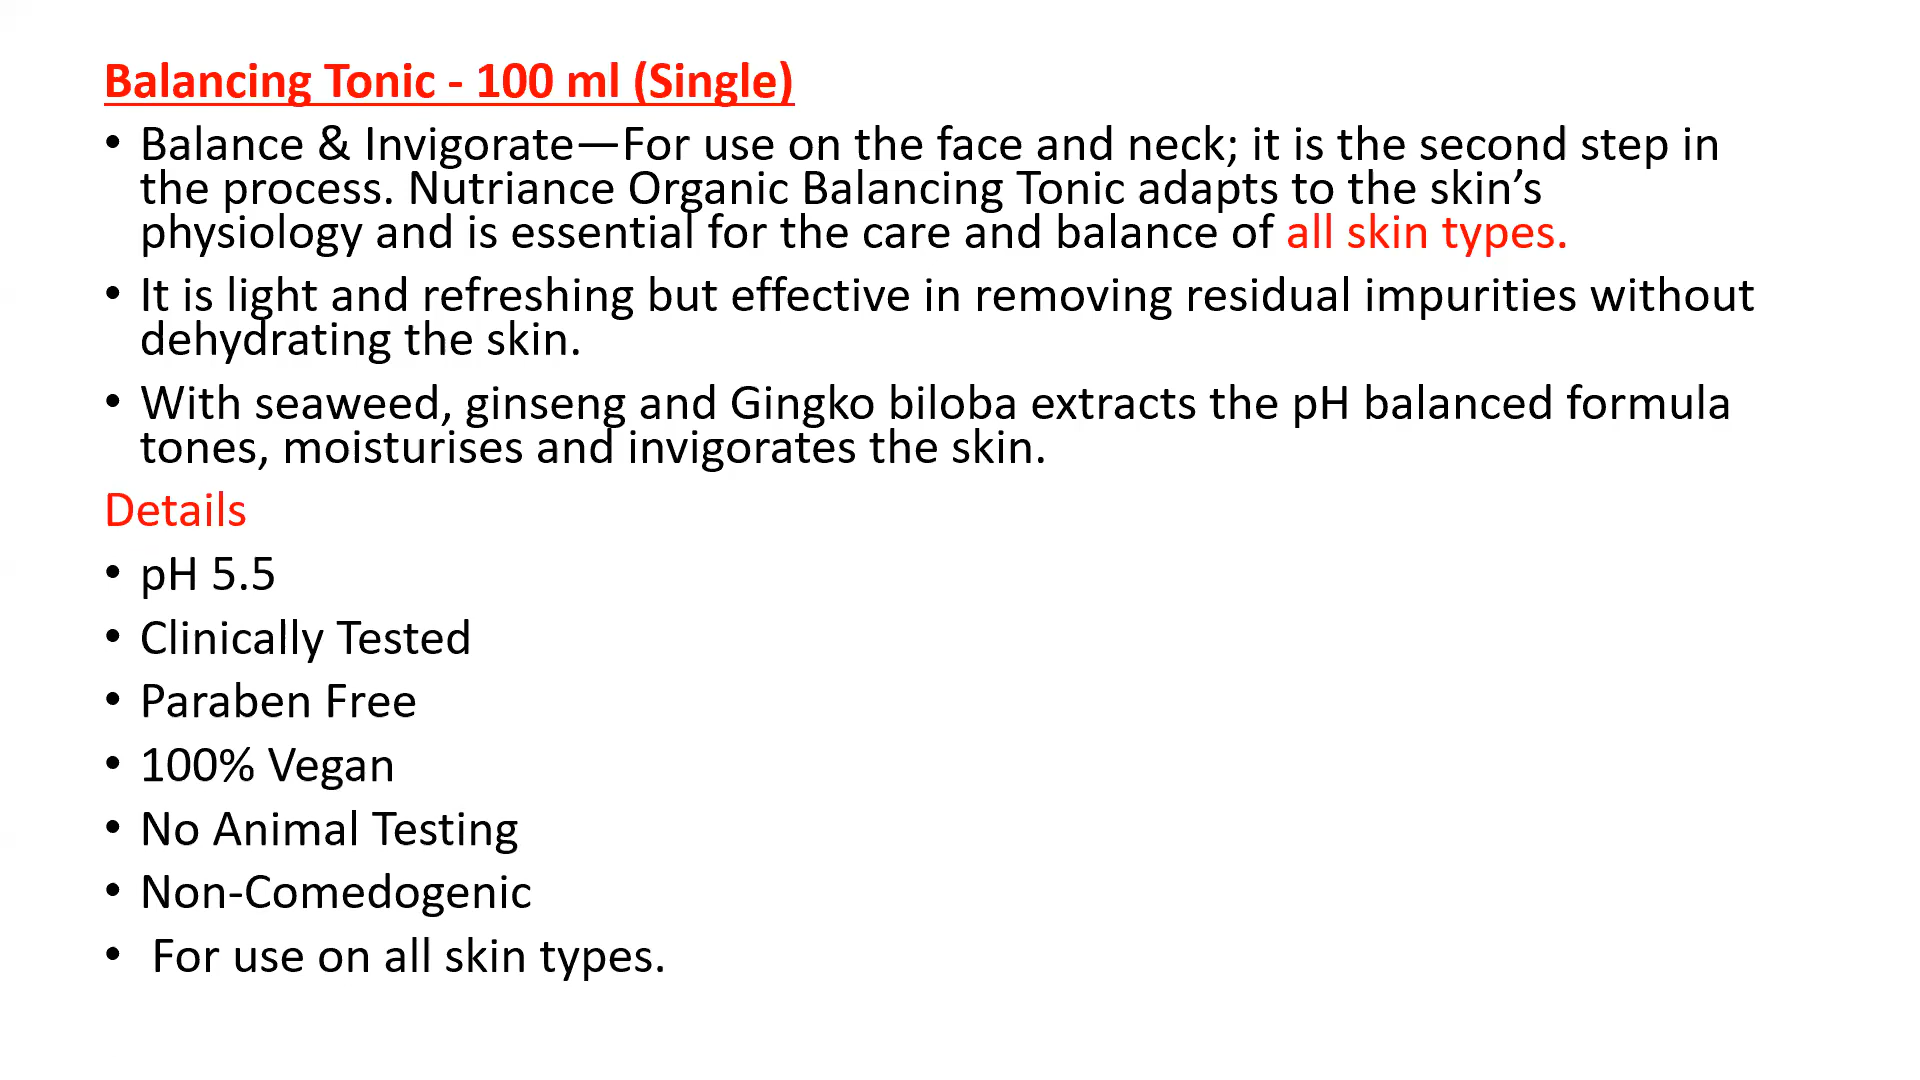 Balancing Tonic - 100 ml (Single)
• Balance & Invigorate—For use on the face and neck; it is the second step in
the process. Nutriance Organic Balancing Tonic adapts to the skin’s
physiology and is essential for the care and balance of all skin types.
• It is light and refreshing but effective in removing residual impurities without
dehydrating the skin.
• With seaweed, ginseng and Gingko biloba extracts the pH balanced formula
tones, moisturises and invigorates the skin.
Details
• pH 5.5
• Clinically Tested
• Paraben Free
• 100% Vegan
• No Animal Testing
• Non-Comedogenic
• For use on all skin types.